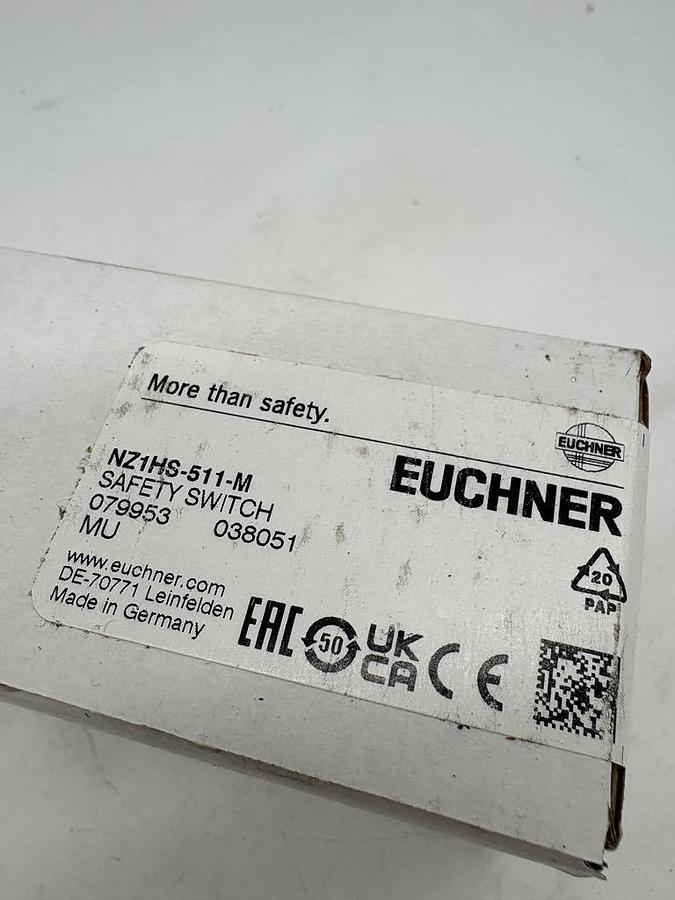 More than safety.
EUCHNER
EUCHNER
NZ1HS-511-M
SAFETY SWITCH
079953 038051
MU
www.euchner.com
DE-70771 Leinfelden
Made in Germany
EAC
50
UK
CA
CE
20
PAP